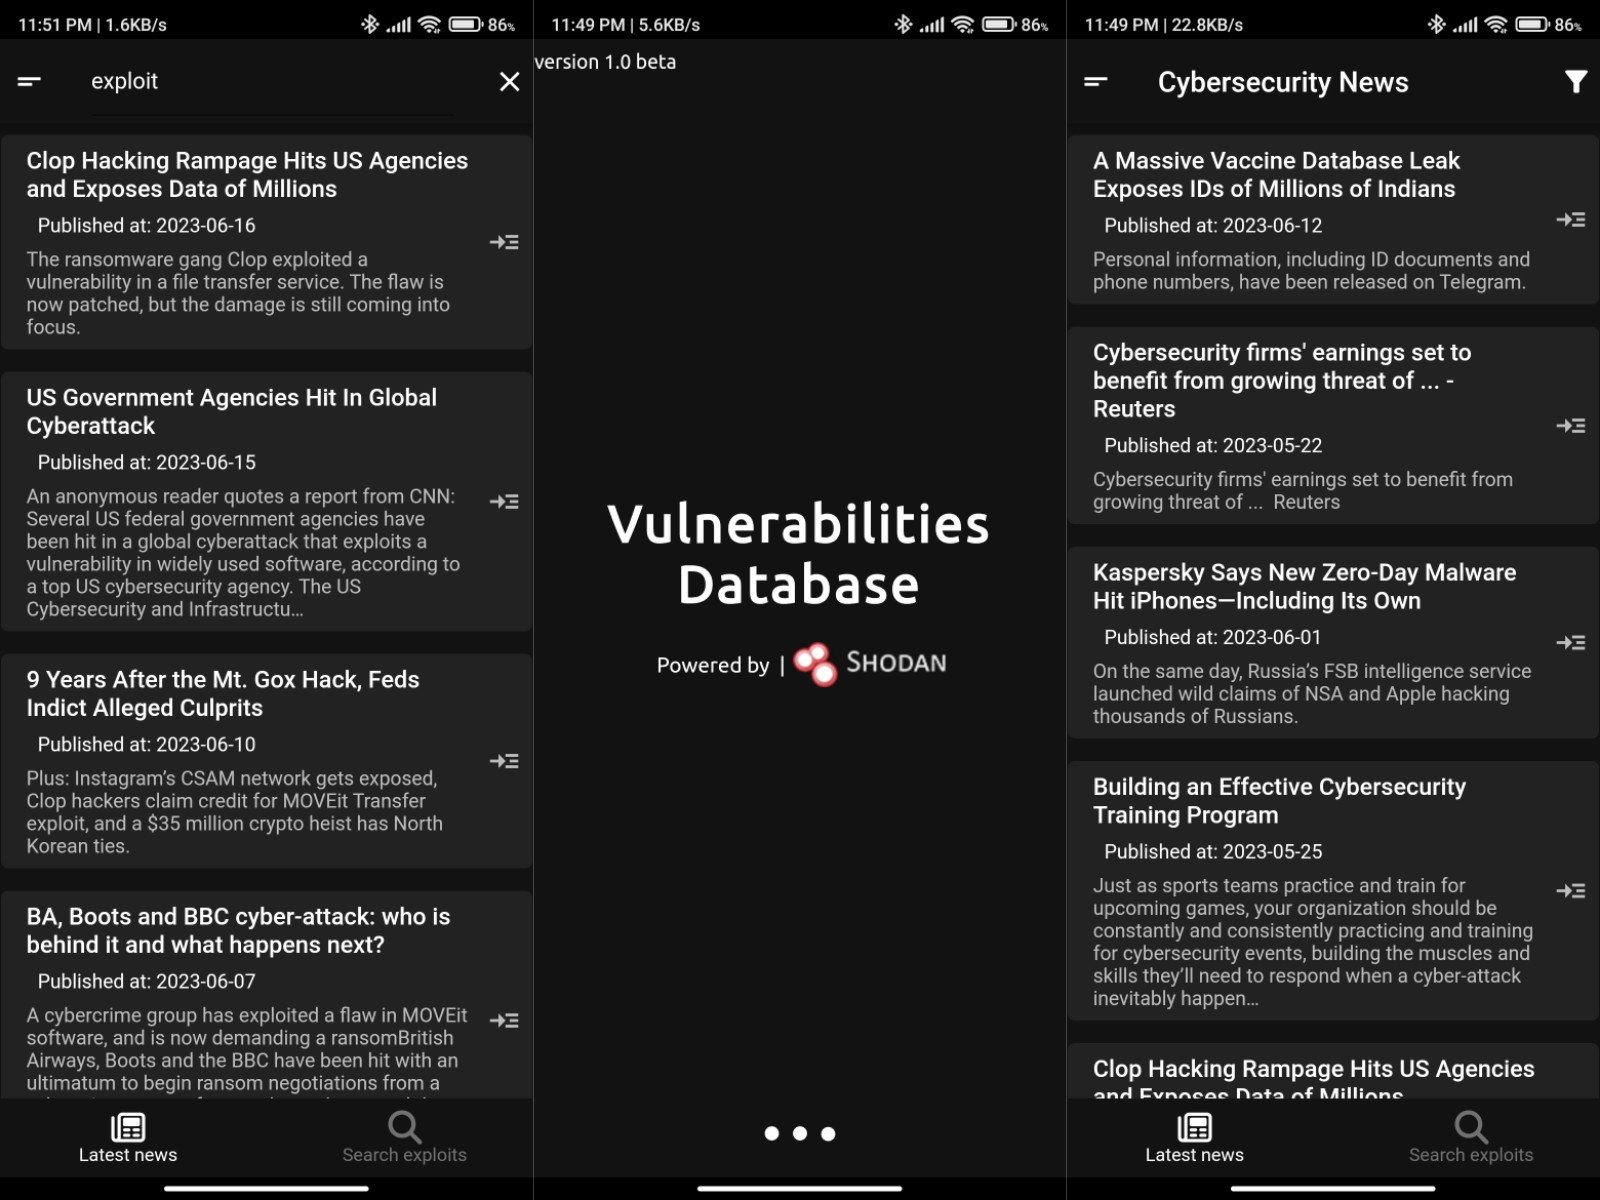 11:51 PM | 1.6KB/s
86%
exploit
Clop Hacking Rampage Hits US Agencies
and Exposes Data of Millions
Published at: 2023-06-16
The ransomware gang Clop exploited a
vulnerability in a file transfer service. The flaw is
now patched, but the damage is still coming into
focus.
US Government Agencies Hit In Global
Cyberattack
Published at: 2023-06-15
An anonymous reader quotes a report from CNN:
Several US federal government agencies have
been hit in a global cyberattack that exploits a
vulnerability in widely used software, according to
a top US cybersecurity agency. The US
Cybersecurity and Infrastructu...
9 Years After the Mt. Gox Hack, Feds
Indict Alleged Culprits
Published at: 2023-06-10
Plus: Instagram's CSAM network gets exposed,
Clop hackers claim credit for MOVEit Transfer
exploit, and a $35 million crypto heist has North
Korean ties.
BA, Boots and BBC cyber-attack: who is
behind it and what happens next?
Published at: 2023-06-07
A cybercrime group has exploited a flaw in MOVEit
software, and is now demanding a ransomBritish
Airways, Boots and the BBC have been hit with an
ultimatum to begin ransom negotiations from a
Latest news
Search exploits
11:49 PM | 5.6KB/s
86%
version 1.0 beta
Vulnerabilities
Database
Powered by | SHODAN
11:49 PM | 22.8KB/s
86%
Cybersecurity News
A Massive Vaccine Database Leak
Exposes IDs of Millions of Indians
Published at: 2023-06-12
Personal information, including ID documents and
phone numbers, have been released on Telegram.
Cybersecurity firms' earnings set to
benefit from growing threat of ... -
Reuters
Published at: 2023-05-22
Cybersecurity firms' earnings set to benefit from
growing threat of ... Reuters
Kaspersky Says New Zero-Day Malware
Hit iPhones—Including Its Own
Published at: 2023-06-01
On the same day, Russia's FSB intelligence service
launched wild claims of NSA and Apple hacking
thousands of Russians.
Building an Effective Cybersecurity
Training Program
Published at: 2023-05-25
Just as sports teams practice and train for
upcoming games, your organization should be
constantly and consistently practicing and training
for cybersecurity events, building the muscles and
skills they'll need to respond when a cyber-attack
inevitably happen...
Clop Hacking Rampage Hits US Agencies
and Exposes Data of Millions
Latest news
Search exploits